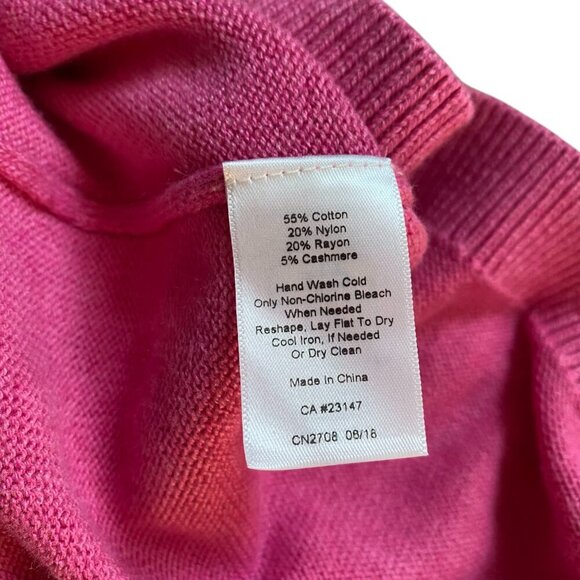 55% Cotton
20% Nylon
20% Rayon
5% Cashmere
Hand Wash Cold
Only Non-Chlorine Bleach
When Needed
Reshape, Lay Flat To Dry
Cool Iron, If Needed
Or Dry Clean
Made In China
CA #23147
CN2708 06/18